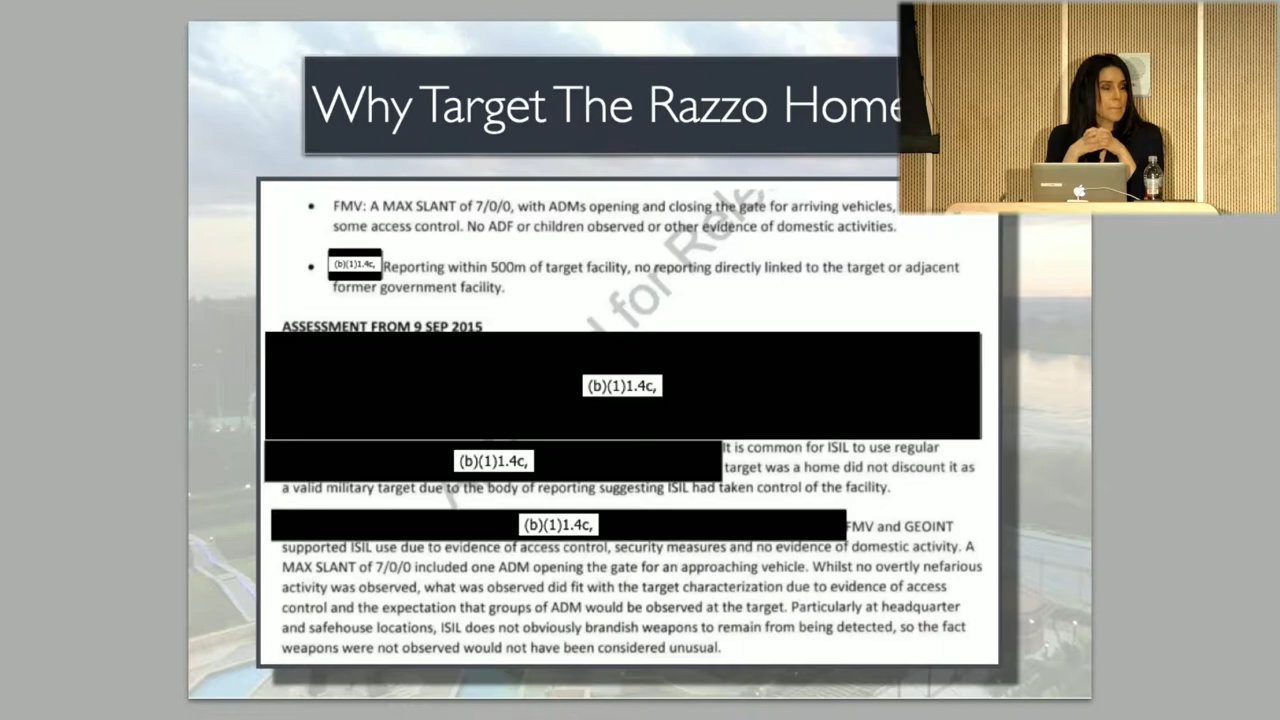 Why Target The Razzo Home
FMV: A MAX SLANT of 7/0/0, with ADMs opening and closing the gate for arriving vehicles,
some access control. No ADF or children observed or other evidence of domestic activities.
(b)(1)1.4c, Reporting within 500m of target facility, no reporting directly linked to the target or adjacent
former government facility.
ASSESSMENT FROM 9 SEP 2015
(b)(1)1.4c,
It is common for ISIL to use regular
(b)(1)1.4c,
target was a home did not discount it as
a valid military target due to the body of reporting suggesting ISIL had taken control of the facility.
(b)(1)1.4c, FMV and GEOINT
supported ISIL use due to evidence of access control, security measures and no evidence of domestic activity. A
MAX SLANT of 7/0/0 included one ADM opening the gate for an approaching vehicle. Whilst no overtly nefarious
activity was observed, what was observed did fit with the target characterization due to evidence of access
control and the expectation that groups of ADM would be observed at the target. Particularly at headquarter
and safehouse locations, ISIL does not obviously brandish weapons to remain from being detected, so the fact
weapons were not observed would not have been considered unusual.
for Rele